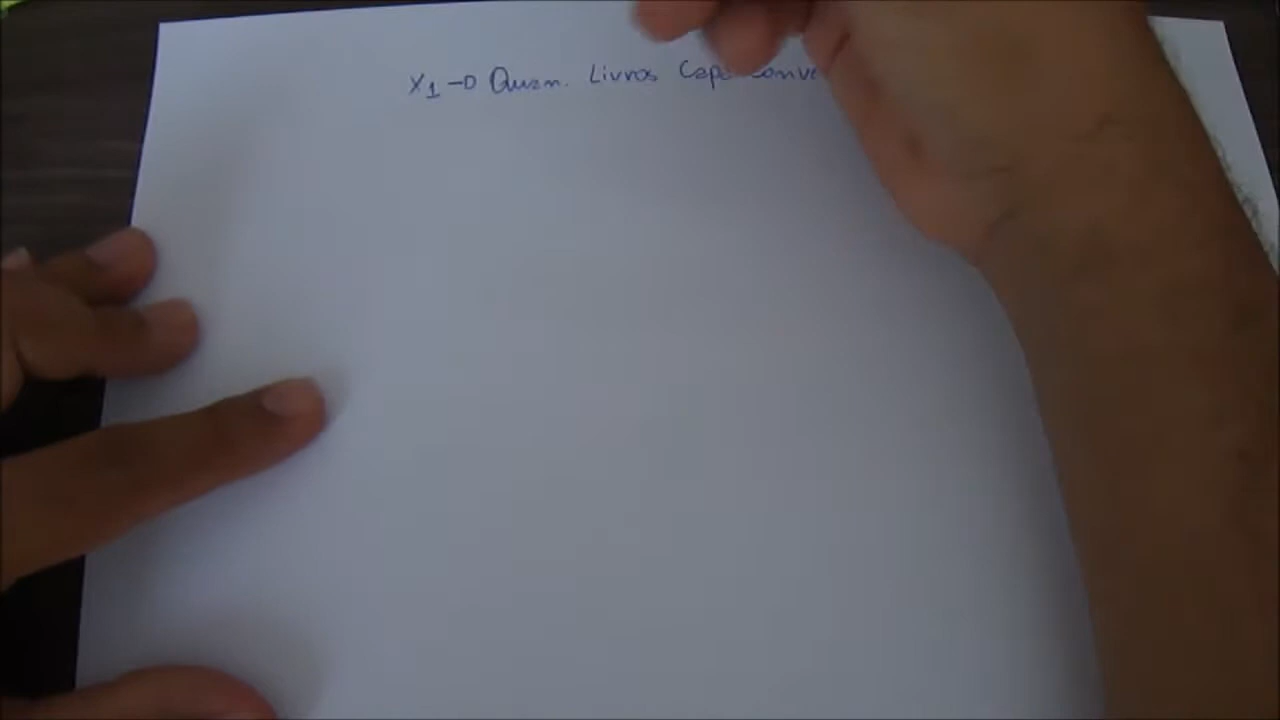 X1 → Quan. Livros Capa